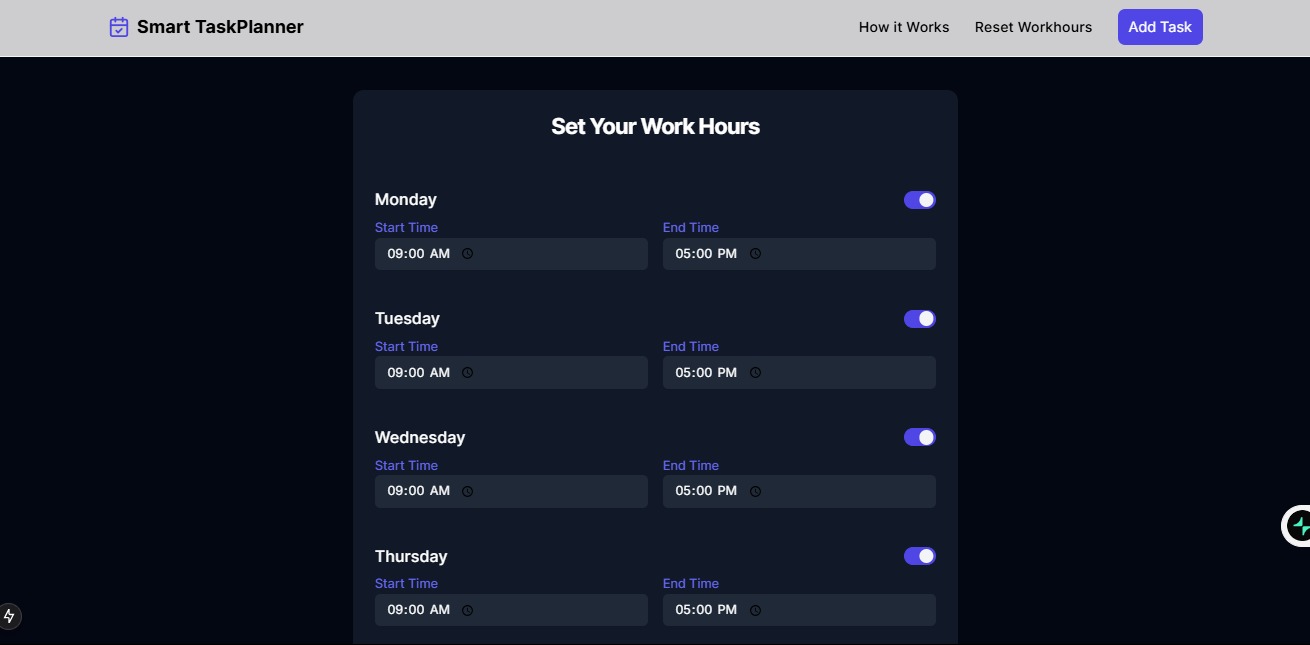 Smart TaskPlanner
How it Works Reset Workhours Add Task
Set Your Work Hours
Monday
Start Time End Time
09:00 AM 05:00 PM
Tuesday
Start Time End Time
09:00 AM 05:00 PM
Wednesday
Start Time End Time
09:00 AM 05:00 PM
Thursday
Start Time End Time
09:00 AM 05:00 PM